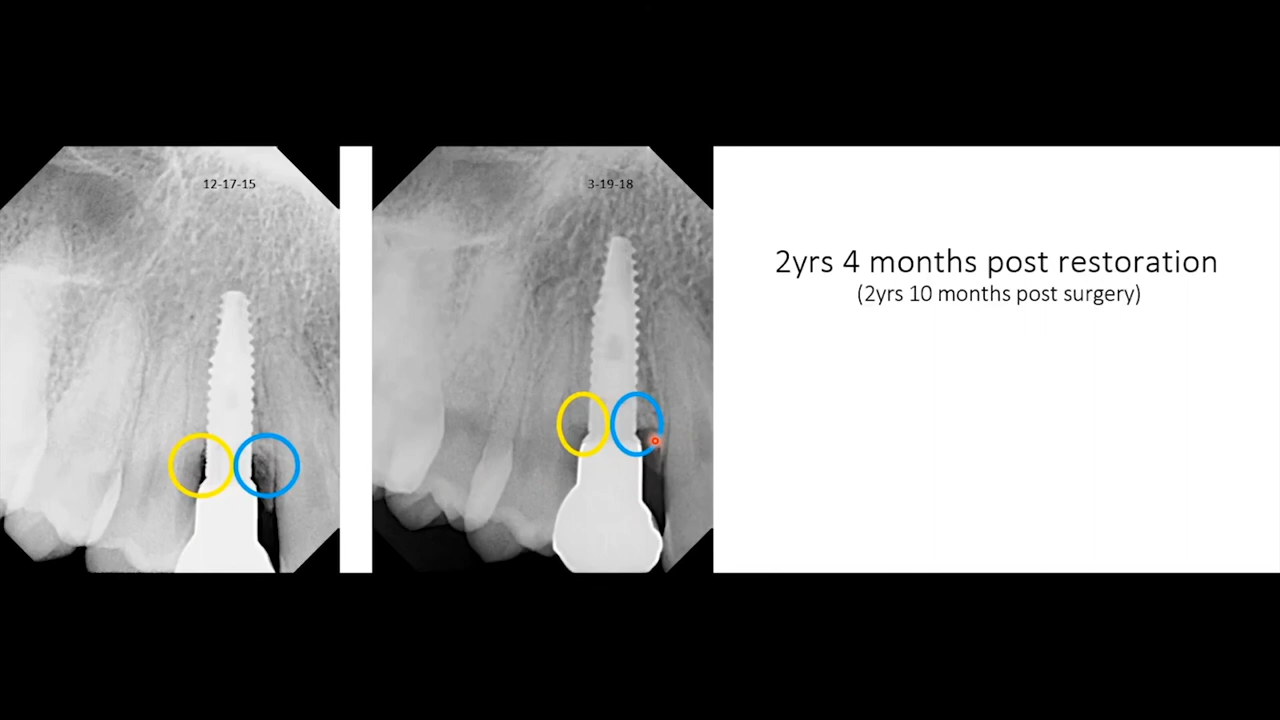 12-17-15
3-19-18
2yrs 4 months post restoration
(2yrs 10 months post surgery)